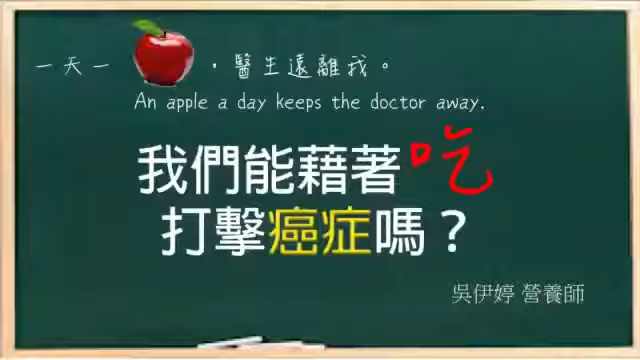 一天一，醫生遠離我。
An apple a day keeps the doctor away.
我們能藉著吃
打擊癌症嗎？
吳伊婷 營養師